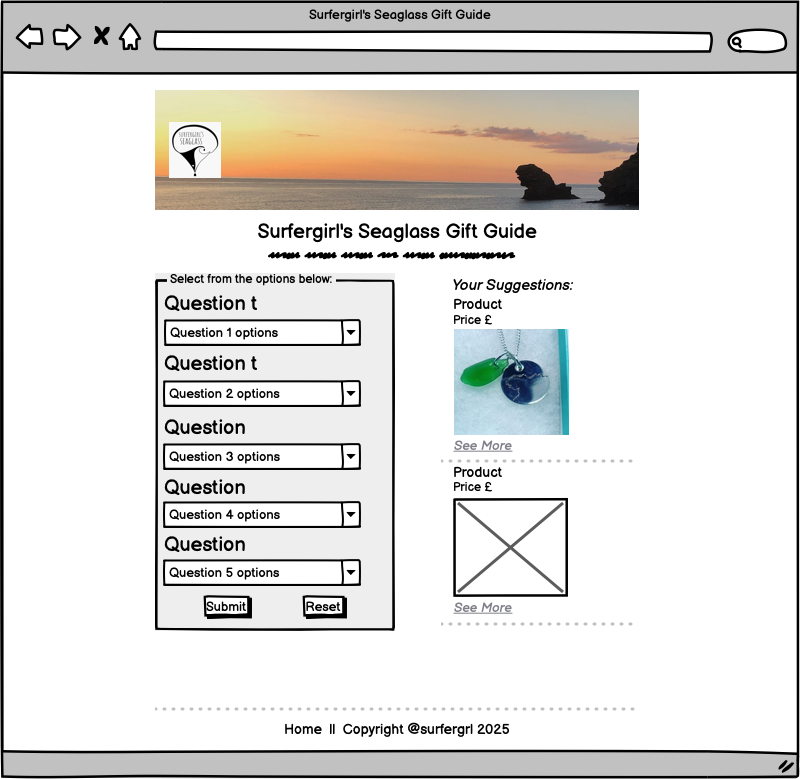 Surfergirl's Seaglass Gift Guide
SURFERGIRL'S
SEAGLASS
Surfergirl's Seaglass Gift Guide
Select from the options below:
Question t
Question 1 options
Question t
Question 2 options
Question
Question 3 options
Question
Question 4 options
Question
Question 5 options
Submit
Reset
Your Suggestions:
Product
Price £
See More
Product
Price £
See More
Home || Copyright @surfergrl 2025